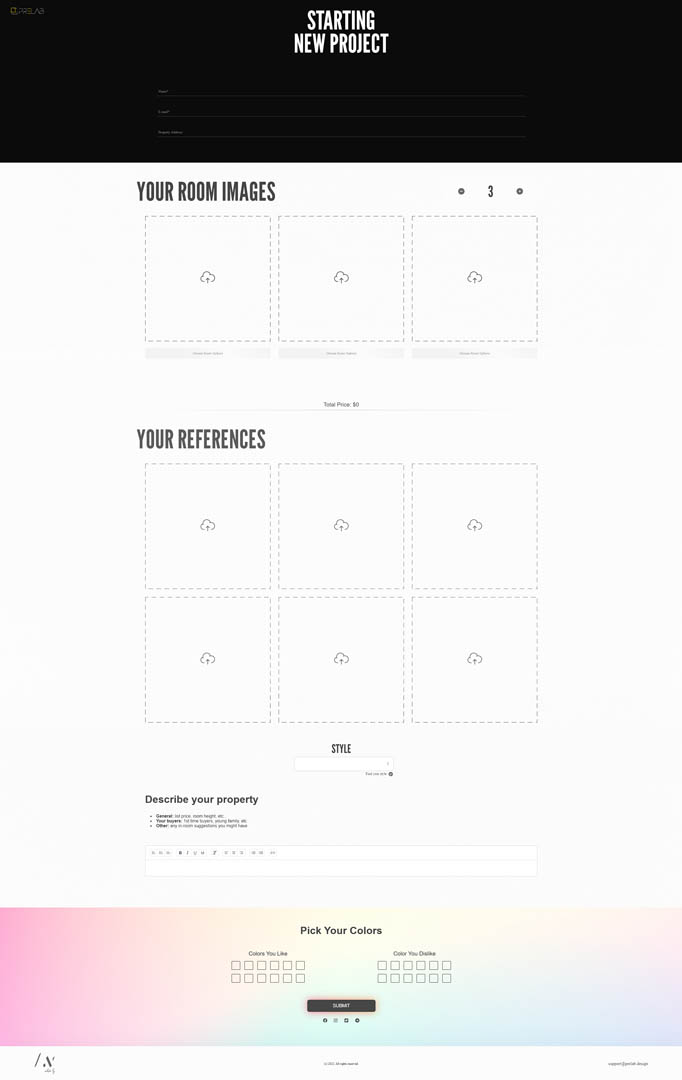 PRELAB
STARTING
NEW PROJECT
Name*
E-mail*
Property Address
YOUR ROOM IMAGES
3
Choose Room Options
Choose Room Options
Choose Room Options
Total Price: $0
YOUR REFERENCES
STYLE
Find your style
Describe your property
General: list price, room height, etc.
Your buyers: 1st time buyers, young family, etc.
Other: any in-room suggestions you might have
B I U
Pick Your Colors
Colors You Like
Color You Dislike
SUBMIT
All rights reserved
support@prelab.design